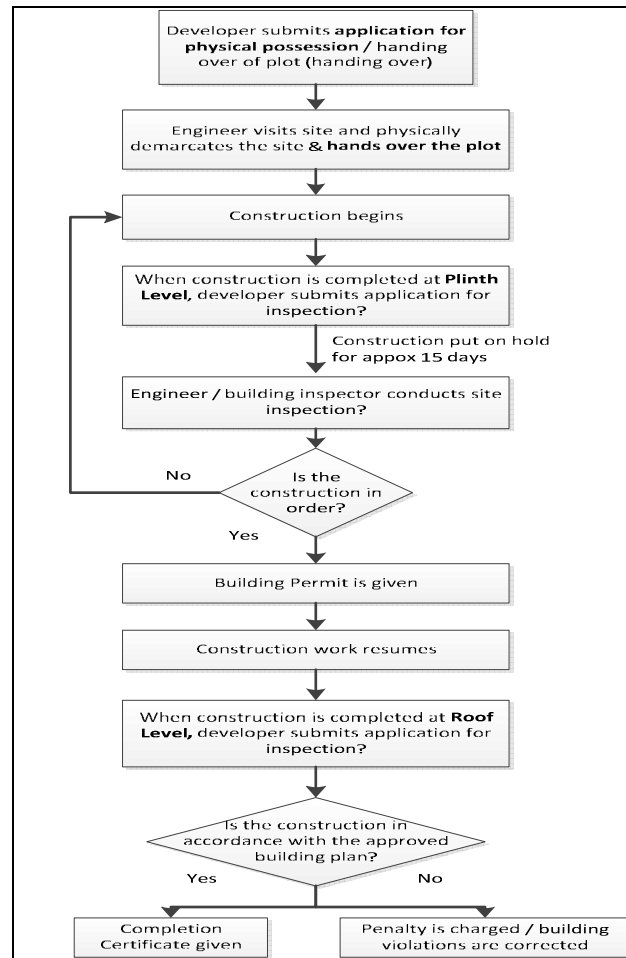 Developer submits application for
physical possession / handing
over of plot (handing over)
Engineer visits site and physically
demarcates the site & hands over the plot
Construction begins
When construction is completed at Plinth
Level, developer submits application for
inspection?
Construction put on hold
for appox 15 days
Engineer / building inspector conducts site
inspection?
No
Is the
construction in
order?
Yes
Building Permit is given
Construction work resumes
When construction is completed at Roof
Level, developer submits application for
inspection?
Is the construction in
accordance with the approved
building plan?
Yes
No
Completion
Certificate given
Penalty is charged / building
violations are corrected